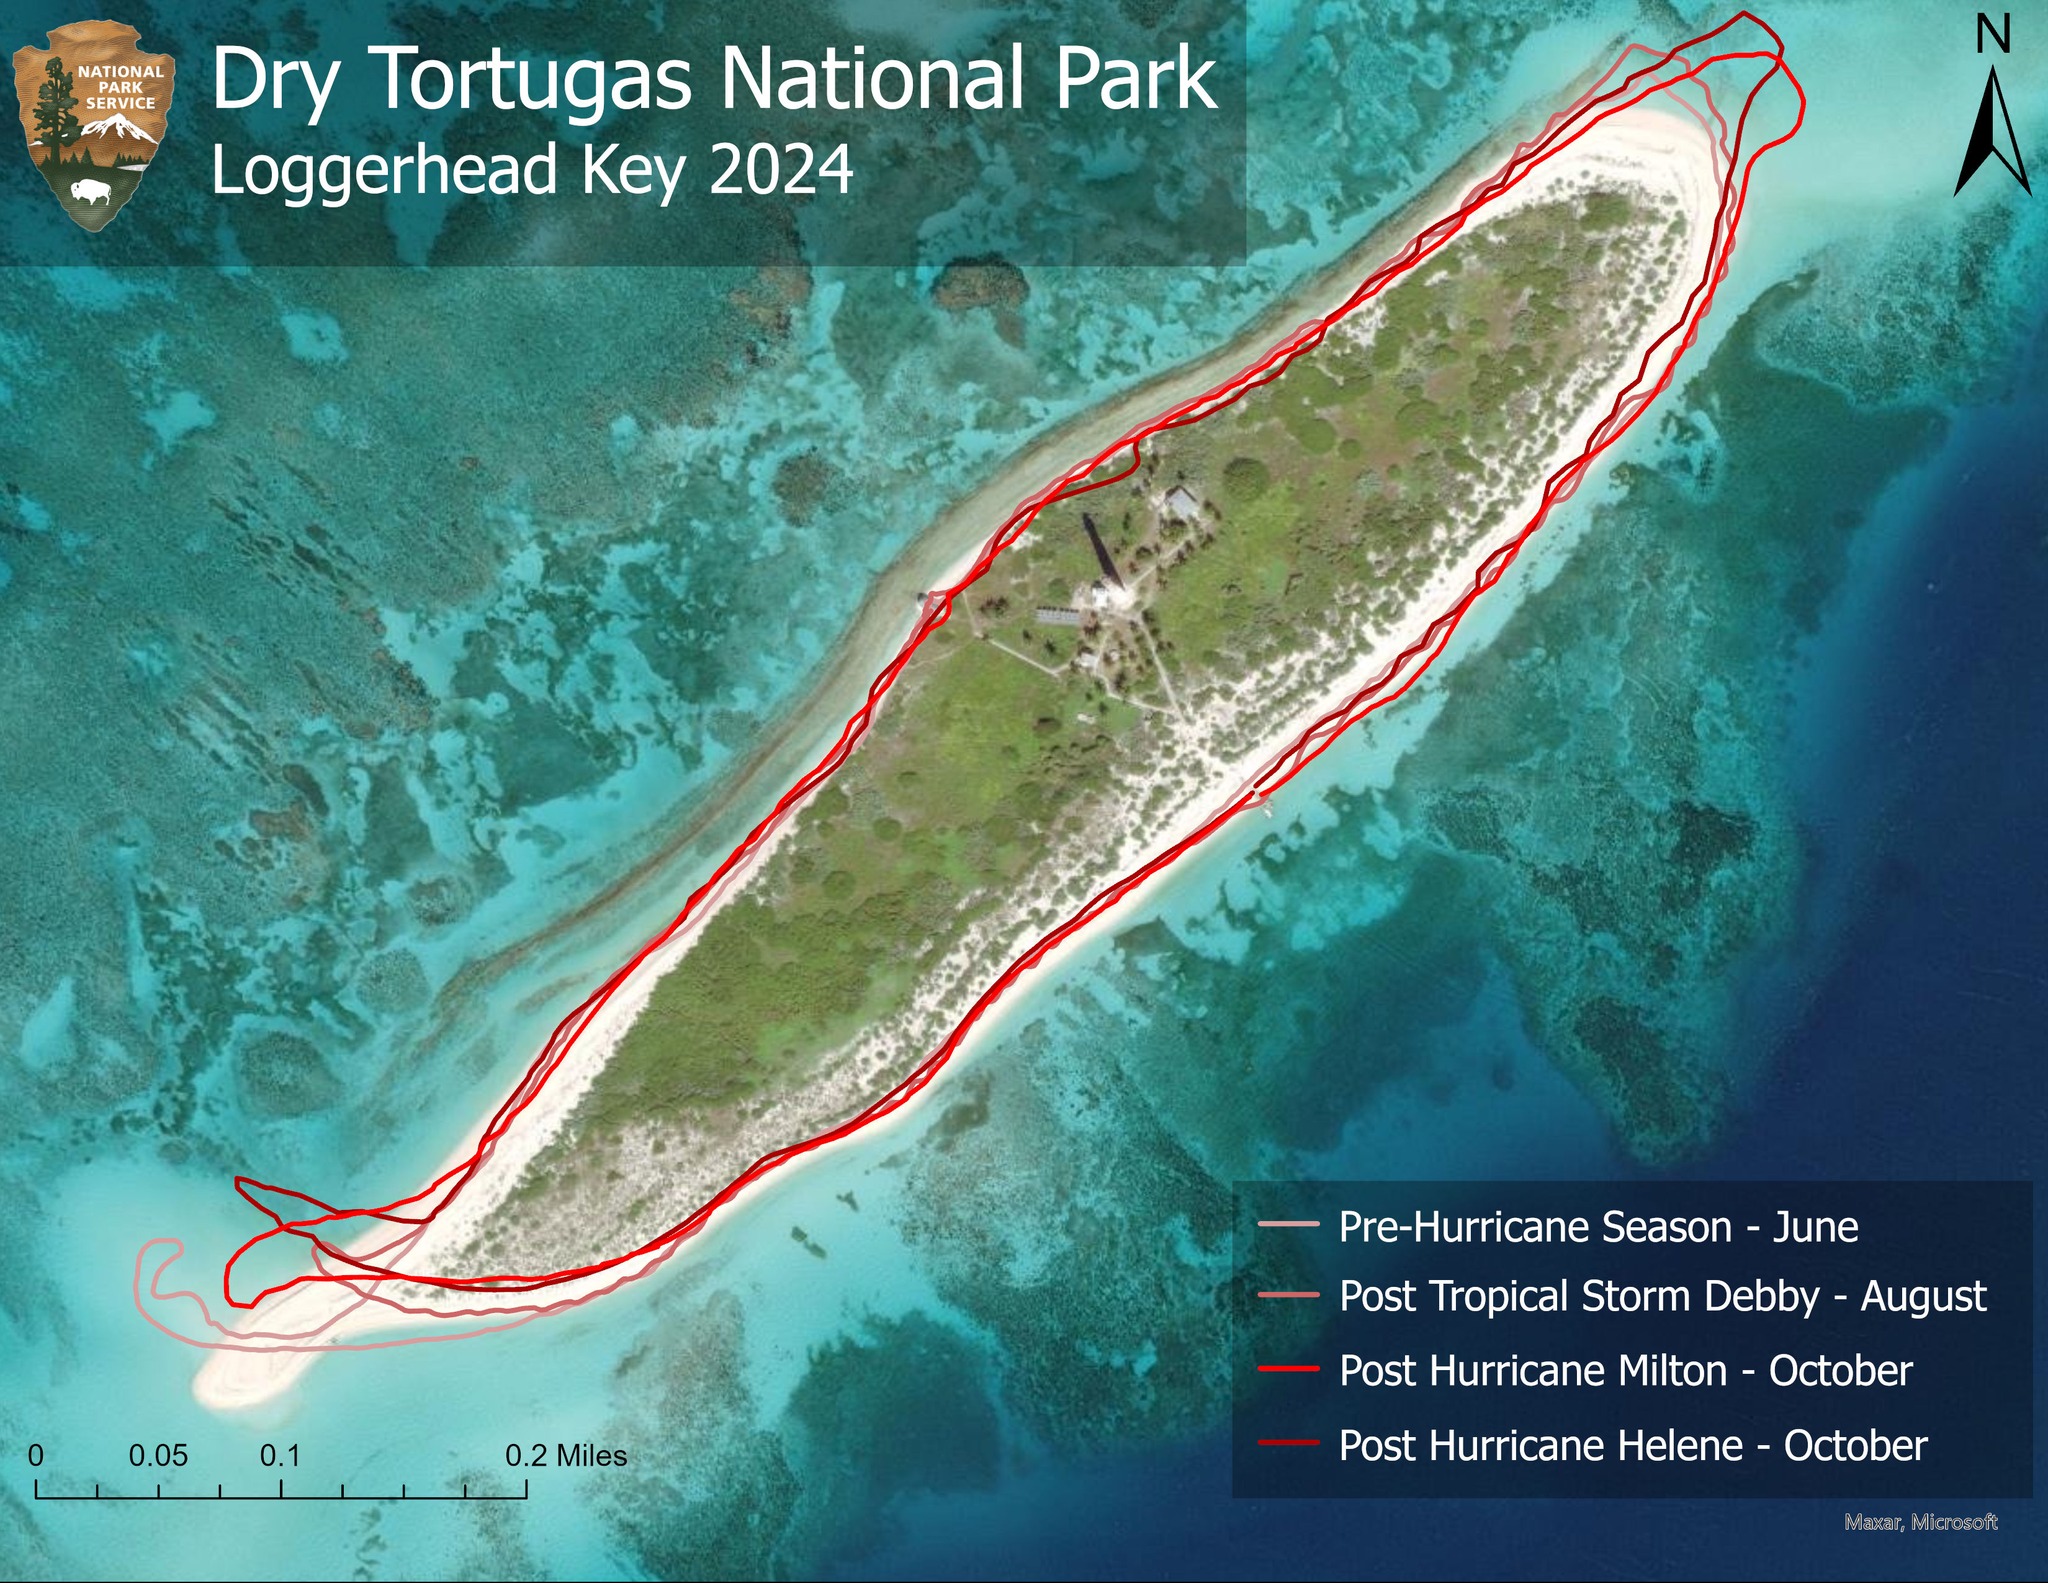 NATIONAL
PARK
SERVICE
Dry Tortugas National Park
Loggerhead Key 2024
N
Pre-Hurricane Season - June
Post Tropical Storm Debby - August
Post Hurricane Milton - October
Post Hurricane Helene - October
0 0.05 0.1 0.2 Miles
Maxar, Microsoft